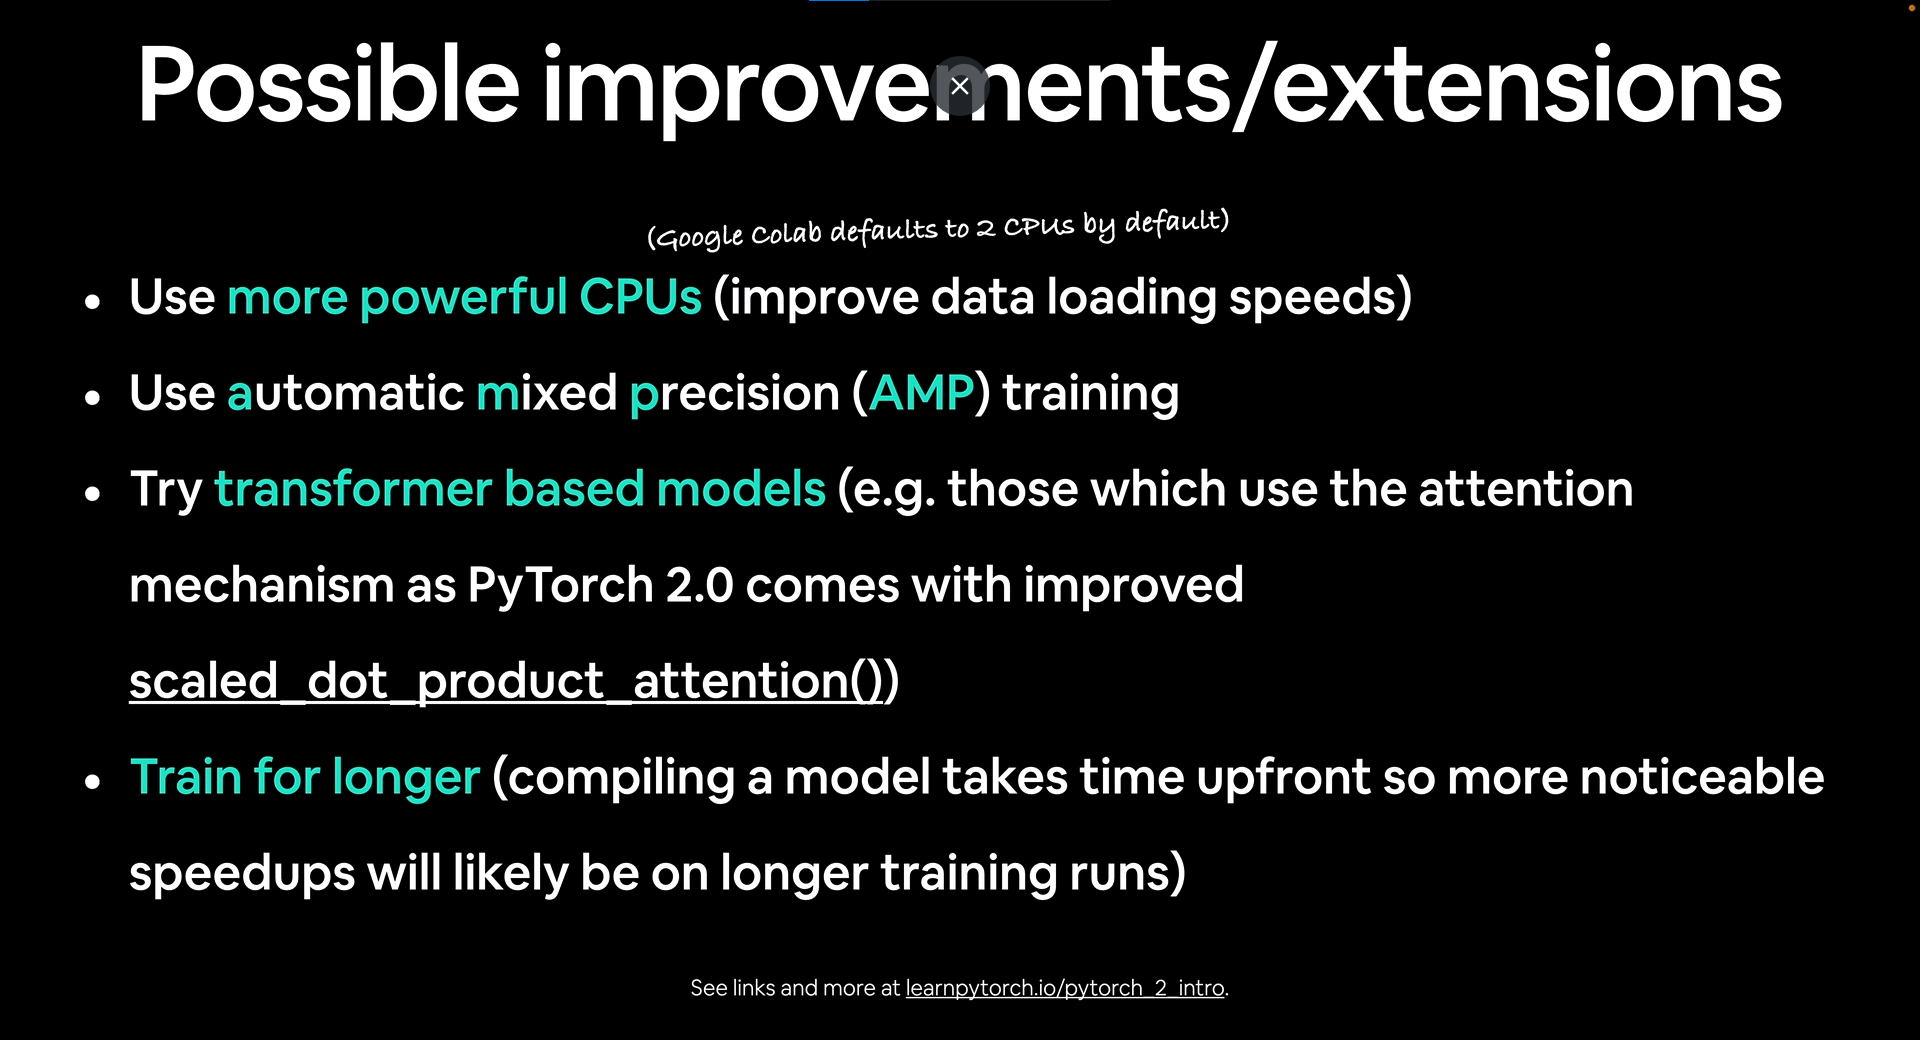 Possible improvements/extensions
(Google Colab defaults to 2 CPUs by default)
• Use more powerful CPUs (improve data loading speeds)
• Use automatic mixed precision (AMP) training
• Try transformer based models (e.g. those which use the attention
mechanism as PyTorch 2.0 comes with improved
scaled_dot_product_attention())
• Train for longer (compiling a model takes time upfront so more noticeable
speedups will likely be on longer training runs)
See links and more at learnpytorch.io/pytorch_2_intro.